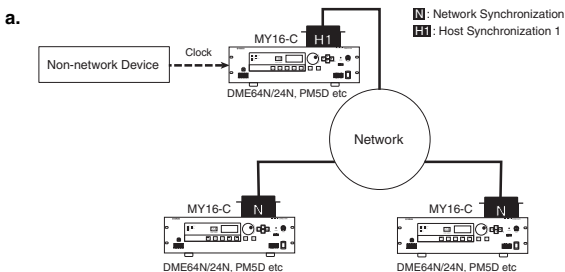 a.
N : Network Synchronization
H1 : Host Synchronization 1
MY16-C
H1
Non-network Device
Clock
DME64N/24N, PM5D etc
Network
MY16-C
N
MY16-C
N
DME64N/24N, PM5D etc
DME64N/24N, PM5D etc